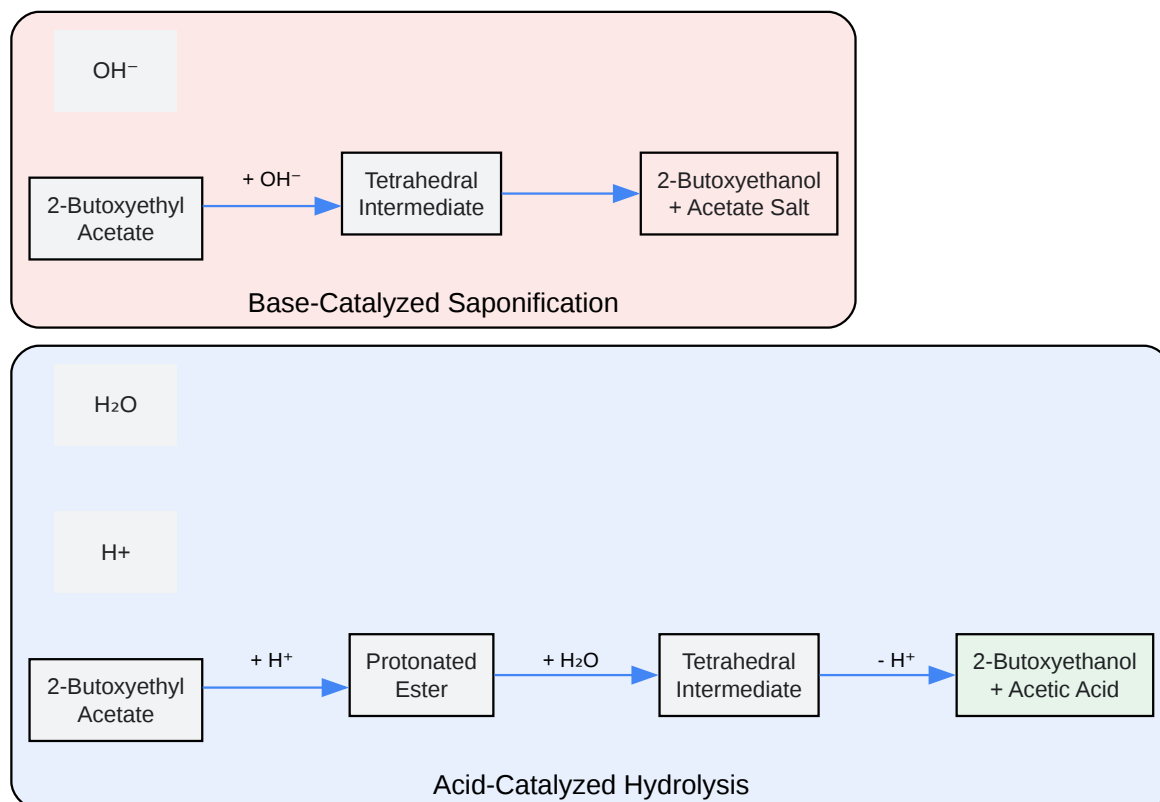 OH⁻
+ OH⁻
2-Butoxyethyl
Acetate
Tetrahedral
Intermediate
2-Butoxyethanol
+ Acetate Salt
Base-Catalyzed Saponification
H₂O
H+
2-Butoxyethyl
Acetate
+ H⁺
Protonated
Ester
+ H₂O
Tetrahedral
Intermediate
- H⁺
2-Butoxyethanol
+ Acetic Acid
Acid-Catalyzed Hydrolysis